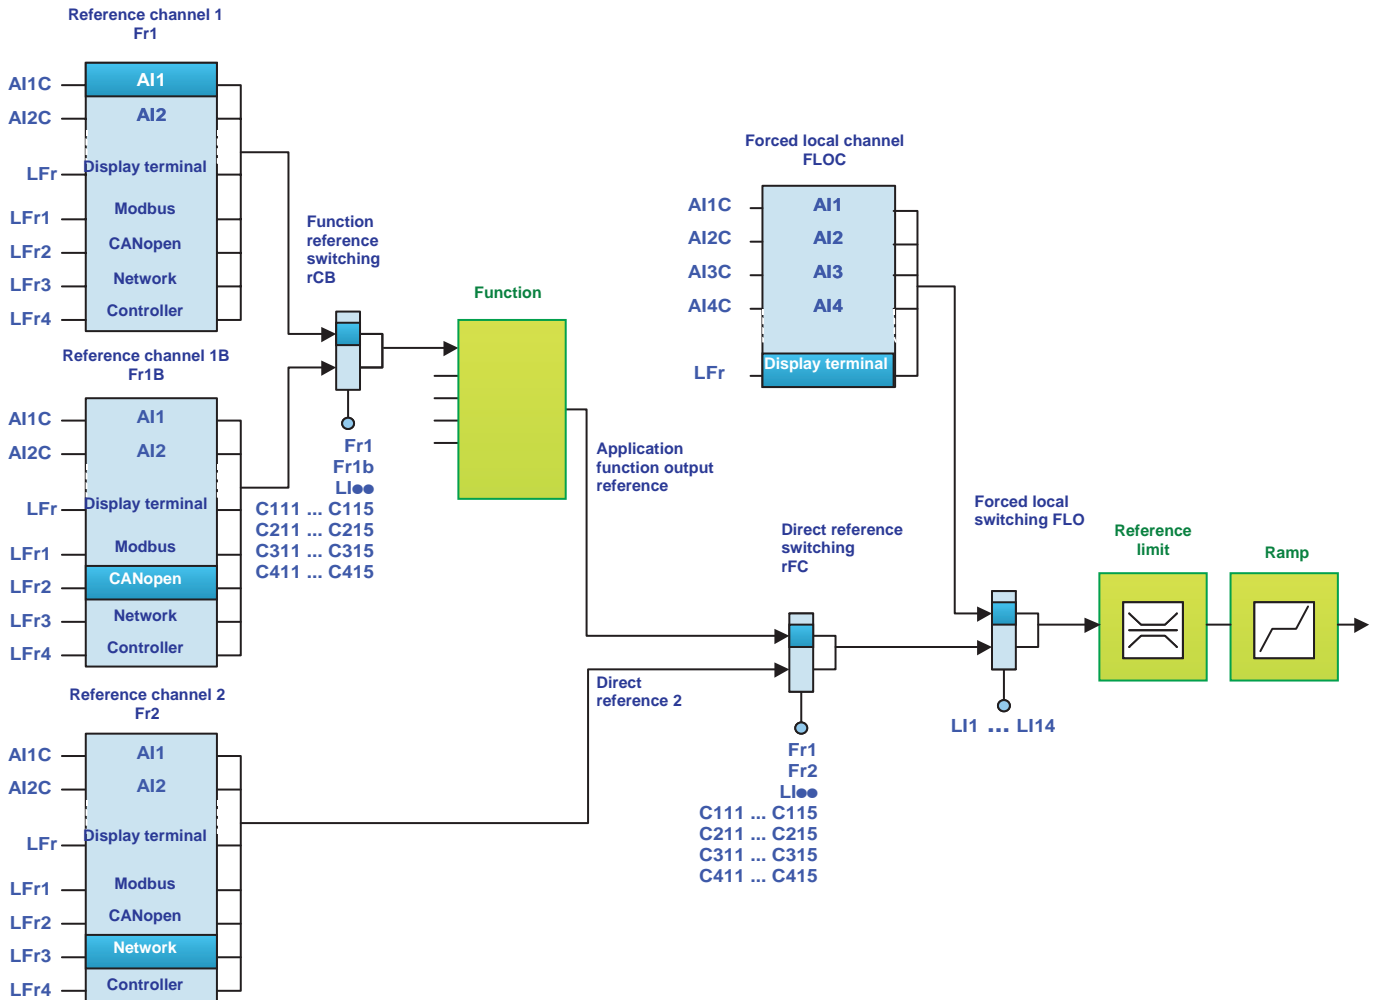 Reference channel 1
Fr1
AI1C
AI1
AI2C
AI2
LFr
Display terminal
LFr1
Modbus
LFr2
CANopen
LFr3
Network
LFr4
Controller
Function
reference
switching
rCB
Reference channel 1B
Fr1B
AI1C
AI1
AI2C
AI2
LFr
Display terminal
LFr1
Modbus
LFr2
CANopen
LFr3
Network
LFr4
Controller
Fr1
Fr1b
LI●●
C111 ... C115
C211 ... C215
C311 ... C315
C411 ... C415
Function
Application
function output
reference
Reference channel 2
Fr2
AI1C
AI1
AI2C
AI2
LFr
Display terminal
LFr1
Modbus
LFr2
CANopen
LFr3
Network
LFr4
Controller
Direct
reference 2
Forced local channel
FLOC
AI1C
AI1
AI2C
AI2
AI3C
AI3
AI4C
AI4
LFr
Display terminal
Direct reference
switching
rFC
Fr1
Fr2
LI●●
C111 ... C115
C211 ... C215
C311 ... C315
C411 ... C415
Forced local
switching FLO
LI1 ... LI14
Reference
limit
Ramp